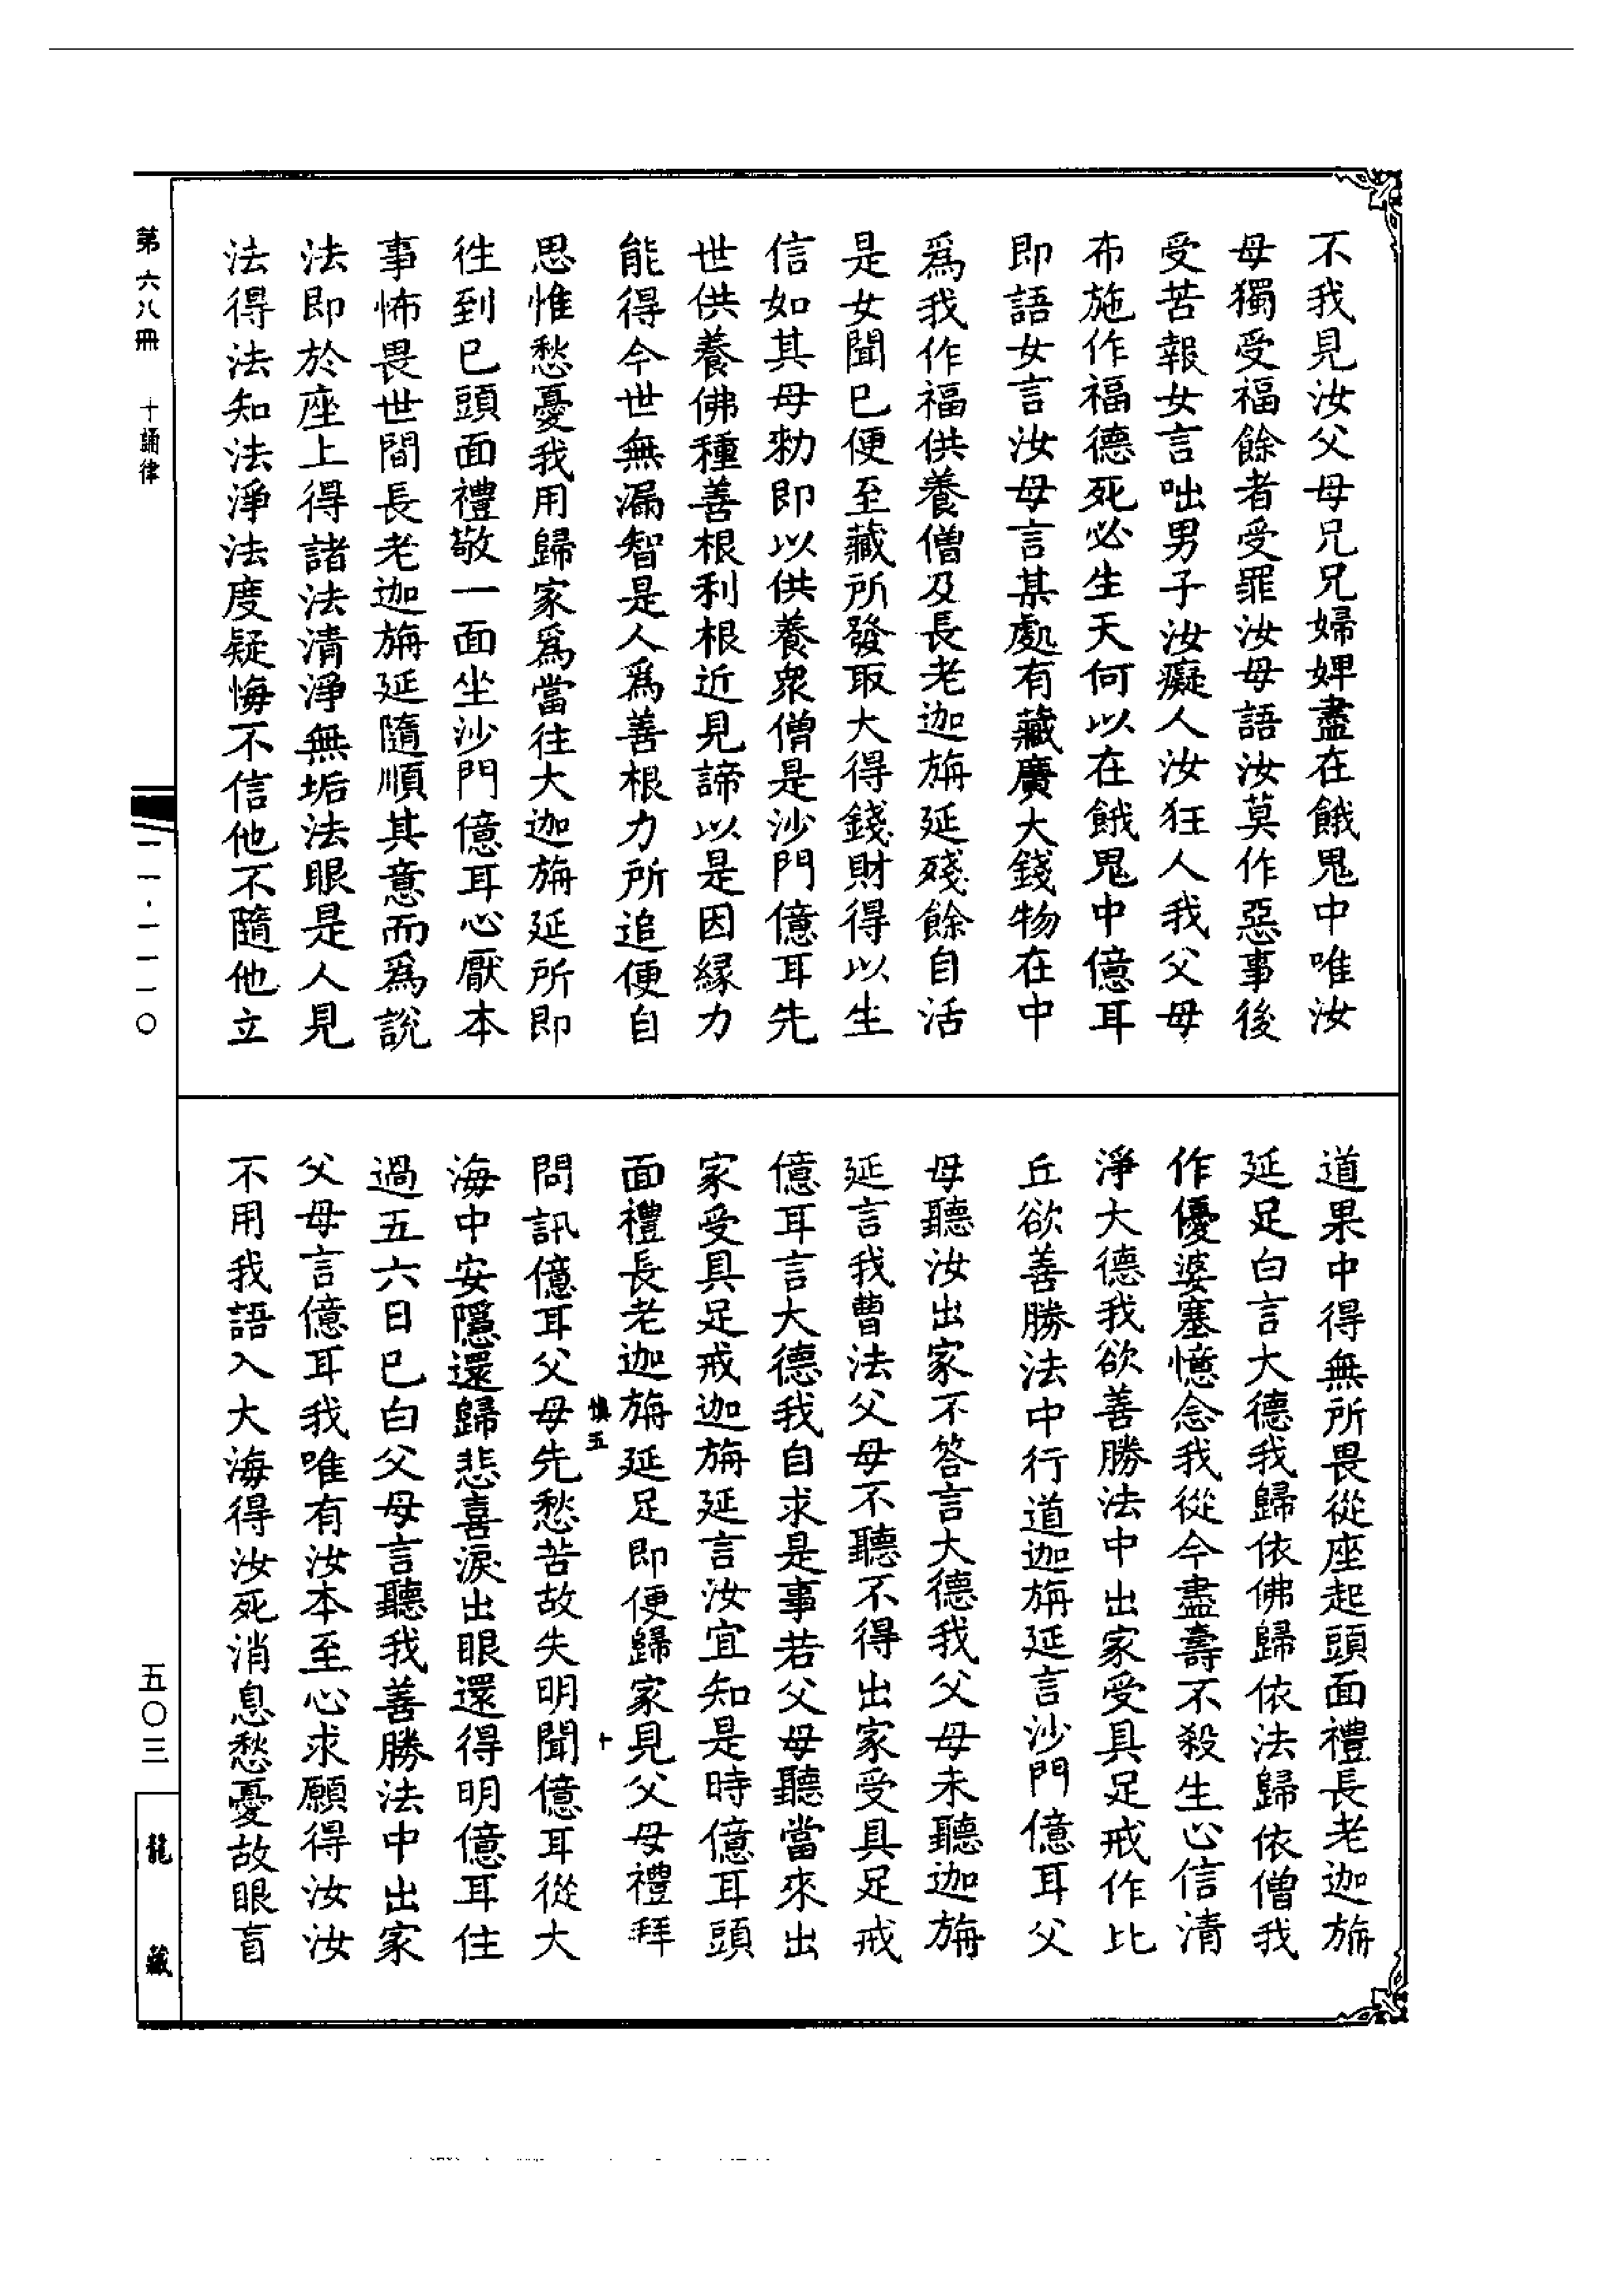 不我見汝父母兄兄婦婢盡在餓鬼中唯汝
母獨受福餘者受罪汝母語汝莫作惡事後
受苦報女言咄男子汝癡人汝狂人我父母
布施作福德死必生天何以在餓鬼中億耳
即語女言汝母言某處有藏廣大錢物在中
爲我作福供養僧及長老迦旃延殘餘自活
是女聞已便至藏所發取大得錢財得以生
信如其母勑即以供養衆僧是沙門億耳先
世供養佛種善根利根近見諦以是因緣力
能得今世無漏智是人爲善根力所追便自
思惟愁憂我用歸家爲當往大迦旃延所即
往到已頭面禮敬一面坐沙門億耳心厭本
事怖畏世間長老迦旃延隨順其意而爲說
法即於座上得諸法清淨無垢法眼是人見
法得法知法淨法度疑悔不信他不隨他立
道果中得無所畏從座起頭面禮長老迦旃
延足白言大德我歸依佛歸依法歸依僧我
作優婆塞憶念我從今盡壽不殺生心信清
淨大德我欲善勝法中出家受具足戒作比
丘欲善勝法中行道迦旃延言沙門億耳父
母聽汝出家不答言大德我父母未聽迦旃
延言我曹法父母不聽不得出家受具足戒
億耳言大德我自求是事若父母聽當來出
家受具足戒迦旃延言汝宜知是時億耳頭
面禮長老迦旃延足即便歸家見父母禮拜
慎五 十
問訊億耳父母先愁苦故失明聞億耳從大
海中安隱還歸悲喜淚出眼還得明億耳住
過五六日已白父母言聽我善勝法中出家
父母言億耳我唯有汝本至心求願得汝汝
不用我語入大海得汝死消息愁憂故眼盲
第六八冊 十誦律
一一一·一一一〇
五〇三
龍藏